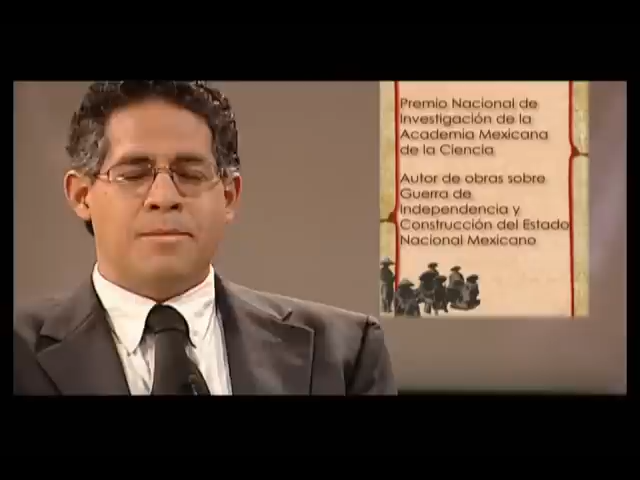 Premio Nacional de
Investigación de la
Academia Mexicana
de la Ciencia
Autor de obras sobre
Guerra de
Independencia y
Construcción del Estado
Nacional Mexicano